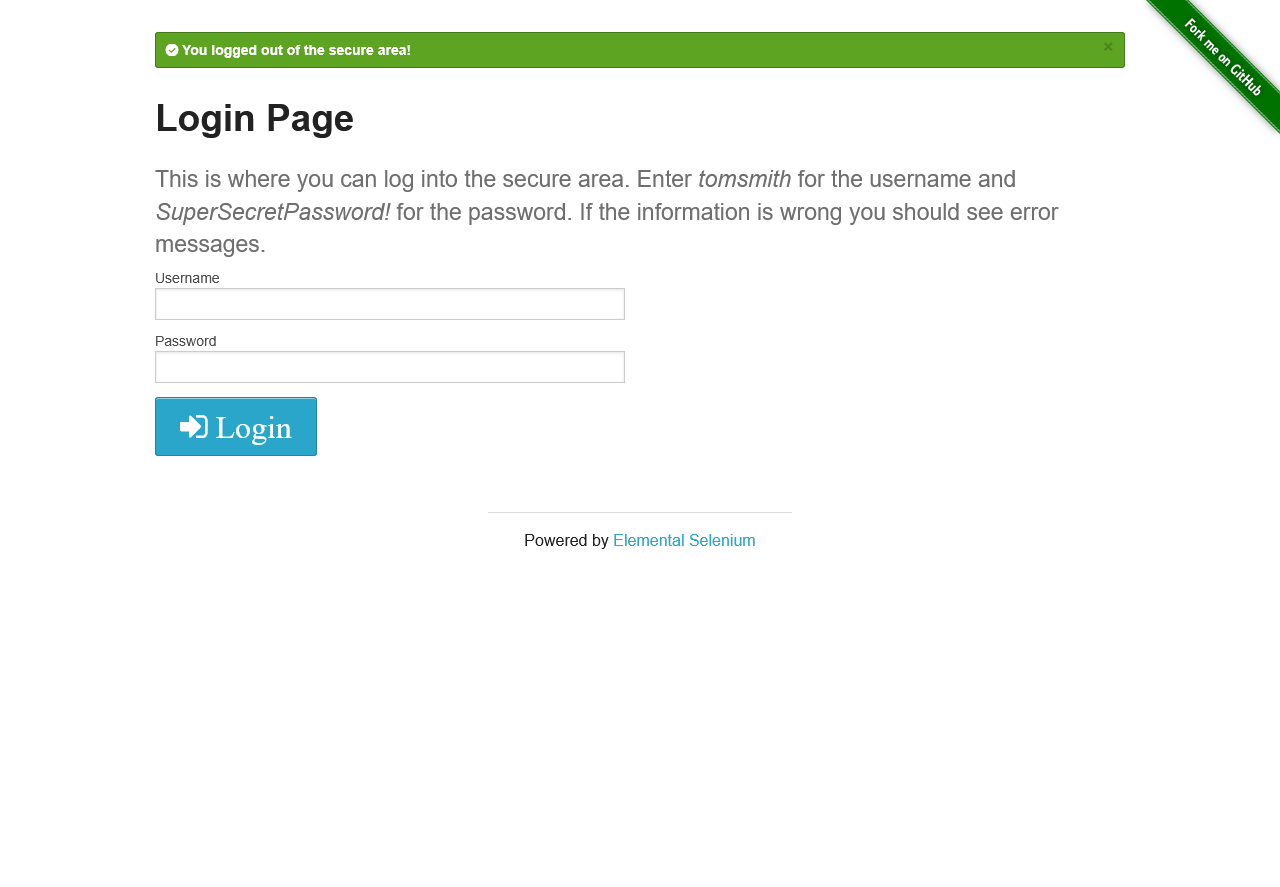 You logged out of the secure area!
×
Fork me on GitHub
Login Page
This is where you can log into the secure area. Enter tomsmith for the username and
SuperSecretPassword! for the password. If the information is wrong you should see error
messages.
Username
Password
Login
Powered by Elemental Selenium